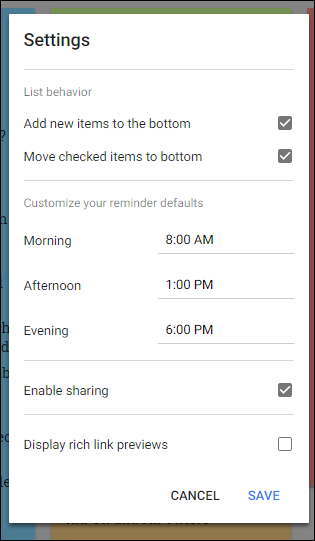 Settings
List behavior
Add new items to the bottom
Move checked items to bottom
Customize your reminder defaults
Morning 8:00 AM
Afternoon 1:00 PM
Evening 6:00 PM
Enable sharing
Display rich link previews
CANCEL SAVE